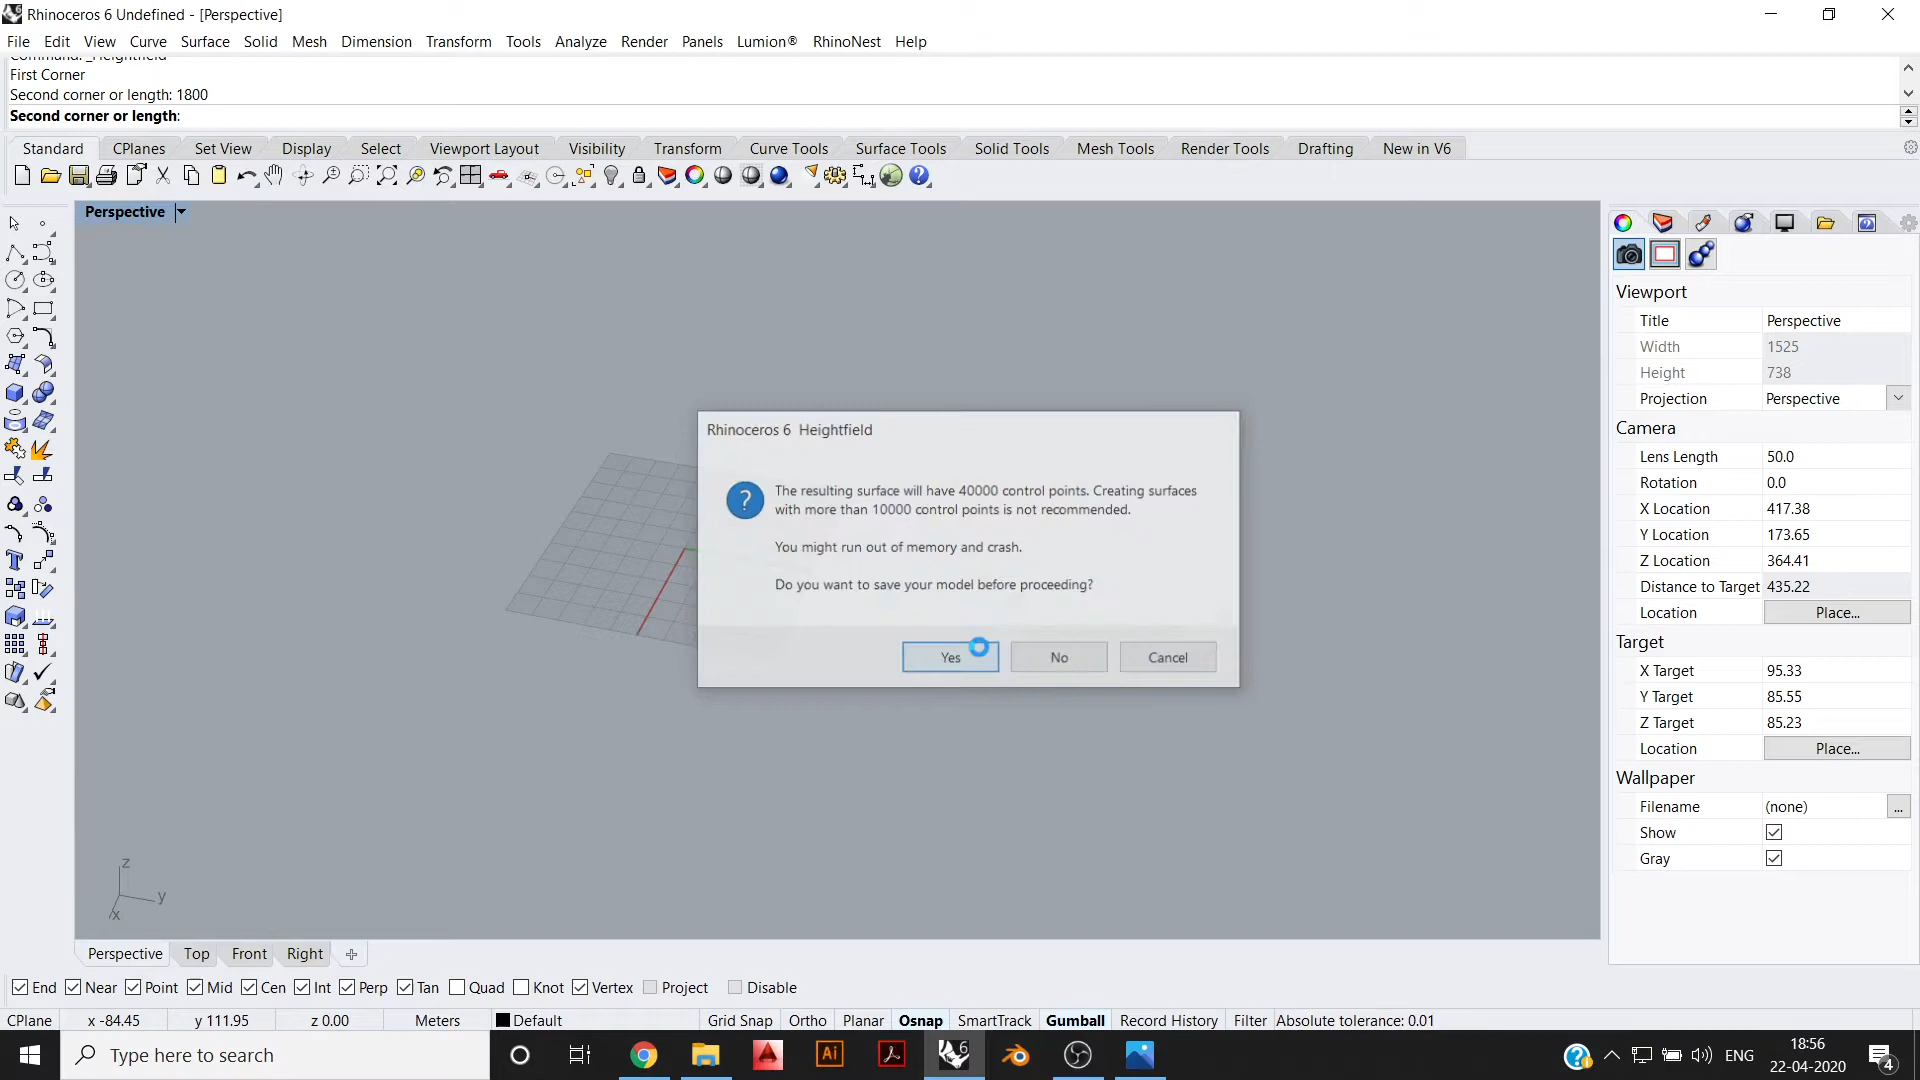 Rhinoceros 6 Undefined - [Perspective]
File Edit View Curve Surface Solid Mesh Dimension Transform Tools Analyze Render Panels Lumion® RhinoNest Help
Command: _Heightfield
First Corner
Second corner or length: 1800
Second corner or length:
Standard CPlanes Set View Display Select Viewport Layout Visibility Transform Curve Tools Surface Tools Solid Tools Mesh Tools Render Tools Drafting New in V6
Perspective
Rhinoceros 6 Heightfield
The resulting surface will have 40000 control points. Creating surfaces
with more than 10000 control points is not recommended.
You might run out of memory and crash.
Do you want to save your model before proceeding?
Yes No Cancel
Viewport
Title Perspective
Width 1525
Height 738
Projection Perspective
Camera
Lens Length 50.0
Rotation 0.0
X Location 417.38
Y Location 173.65
Z Location 364.41
Distance to Target 435.22
Location Place...
Target
X Target 95.33
Y Target 85.55
Z Target 85.23
Location Place...
Wallpaper
Filename (none) ...
Show
Gray
z
y
x
Perspective Top Front Right
End Near Point Mid Cen Int Perp Tan Quad Knot Vertex Project Disable
CPlane x -84.45 y 111.95 z 0.00 Meters Default Grid Snap Ortho Planar Osnap SmartTrack Gumball Record History Filter Absolute tolerance: 0.01
Type here to search
Ai
6
ENG
18:56
22-04-2020
4